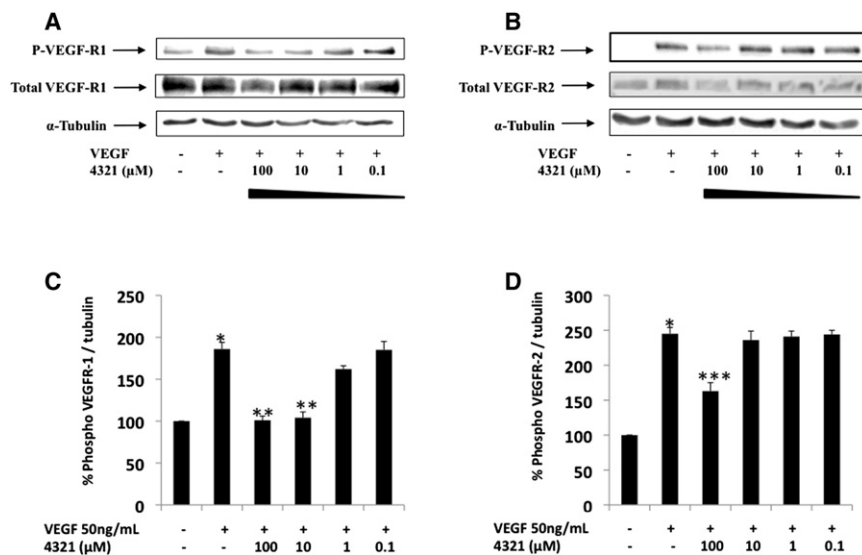 A
P-VEGF-R1
Total VEGF-R1
α-Tubulin
VEGF - + + + + +
4321 (µM) - - 100 10 1 0.1
B
P-VEGF-R2
Total VEGF-R2
α-Tubulin
VEGF - + + + + +
4321 (µM) - - 100 10 1 0.1
C
% Phospho VEGFR-1 / tubulin
250
200
150
100
50
0
*
**
**
VEGF 50ng/mL - + + + + +
4321 (µM) - - 100 10 1 0.1
D
% Phospho VEGFR-2 / tubulin
300
250
200
150
100
50
0
*
***
VEGF 50ng/mL - + + + + +
4321 (µM) - - 100 10 1 0.1